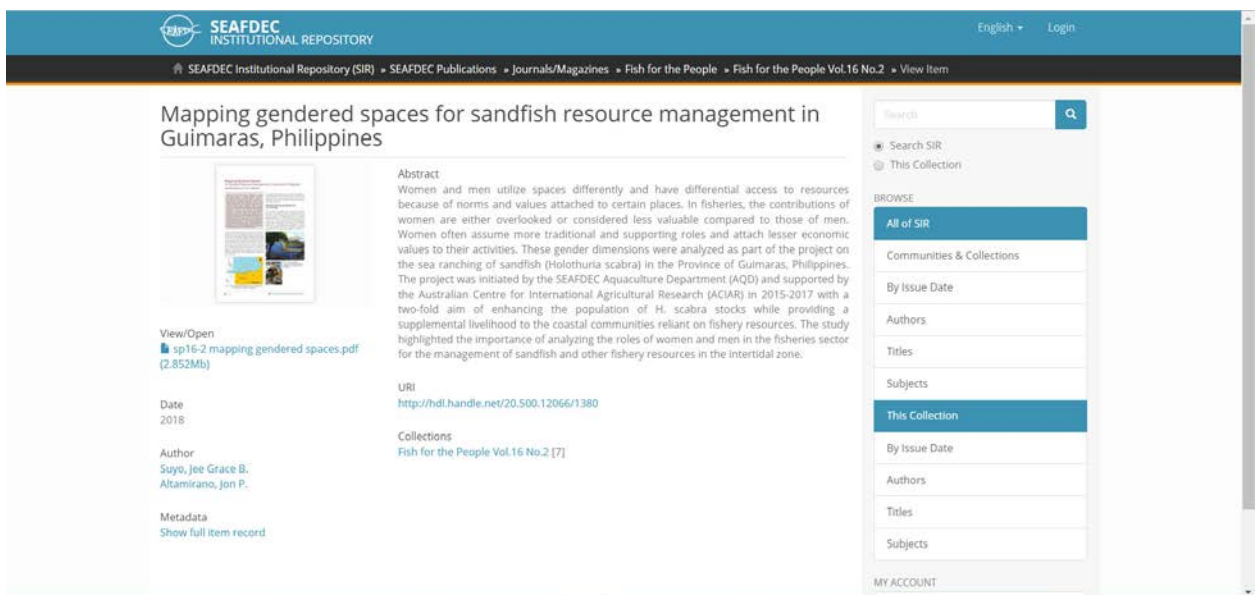 SEAFDEC
INSTITUTIONAL REPOSITORY
English
Login
SEAFDEC Institutional Repository (SIR) » SEAFDEC Publications » Journals/Magazines » Fish for the People » Fish for the People Vol.16 No.2 » View Item
Mapping gendered spaces for sandfish resource management in
Guimaras, Philippines
View/Open
sp16-2 mapping gendered spaces.pdf
(2.852Mb)
Date
2018
Author
Suyo, Jee Grace B.
Altamirano, Jon P.
Metadata
Show full item record
Abstract
Women and men utilize spaces differently and have differential access to resources
because of norms and values attached to certain places. In fisheries, the contributions of
women are either overlooked or considered less valuable compared to those of men.
Women often assume more traditional and supporting roles and attach lesser economic
values to their activities. These gender dimensions were analyzed as part of the project on
the sea ranching of sandfish (Holothuria scabra) in the Province of Guimaras, Philippines.
The project was initiated by the SEAFDEC Aquaculture Department (AQD) and supported by
the Australian Centre for International Agricultural Research (ACIAR) in 2015-2017 with a
two-fold aim of enhancing the population of H. scabra stocks while providing a
supplemental livelihood to the coastal communities reliant on fishery resources. The study
highlighted the importance of analyzing the roles of women and men in the fisheries sector
for the management of sandfish and other fishery resources in the intertidal zone.
URI
http://hdl.handle.net/20.500.12066/1380
Collections
Fish for the People Vol.16 No.2 [7]
Search
Search SIR
This Collection
BROWSE
All of SIR
Communities & Collections
By Issue Date
Authors
Titles
Subjects
This Collection
By Issue Date
Authors
Titles
Subjects
MY ACCOUNT